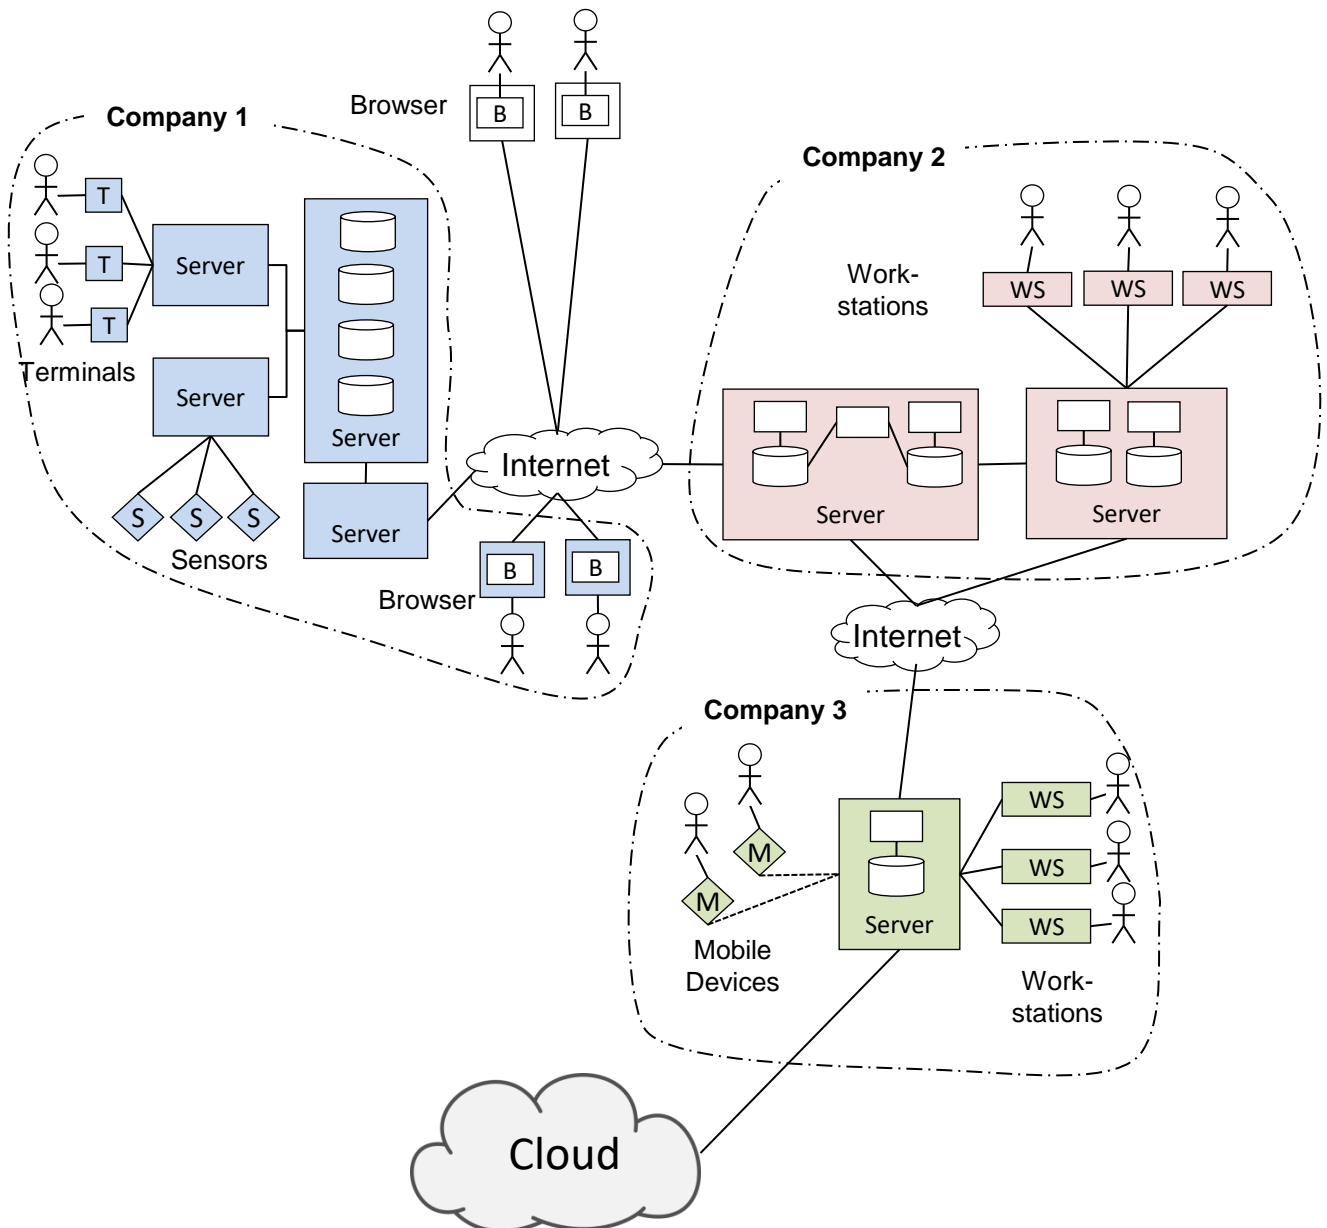 Browser
B
B
Company 1
Company 2
T
T
T
Server
Terminals
Server
Server
Server
S
S
S
Sensors
Internet
B
B
Browser
Work-
stations
WS
WS
WS
Server
Server
Internet
Company 3
M
M
Mobile
Devices
Server
WS
WS
WS
Work-
stations
Cloud